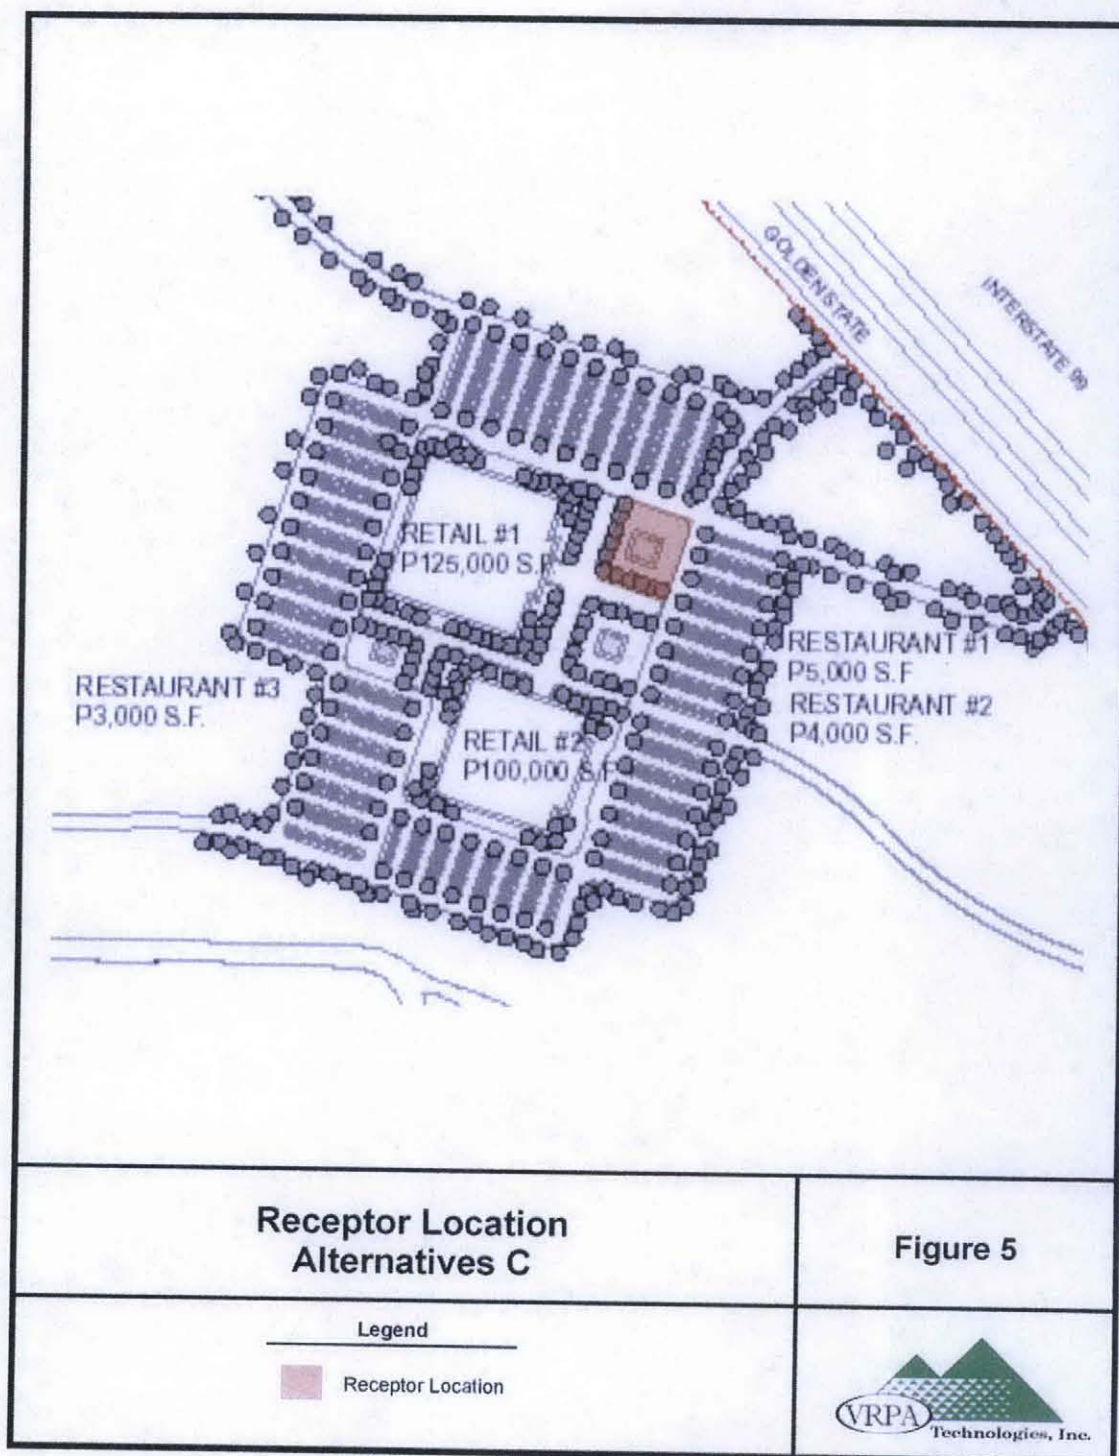 GOLDEN STATE
INTERSTATE 99
RETAIL #1
P125,000 S.F
RESTAURANT #1
P5,000 S.F
RESTAURANT #2
P4,000 S.F.
RESTAURANT #3
P3,000 S.F.
RETAIL #2
P100,000 S.F
Receptor Location
Alternatives C
Figure 5
Legend
Receptor Location
VRPA
Technologies, Inc.